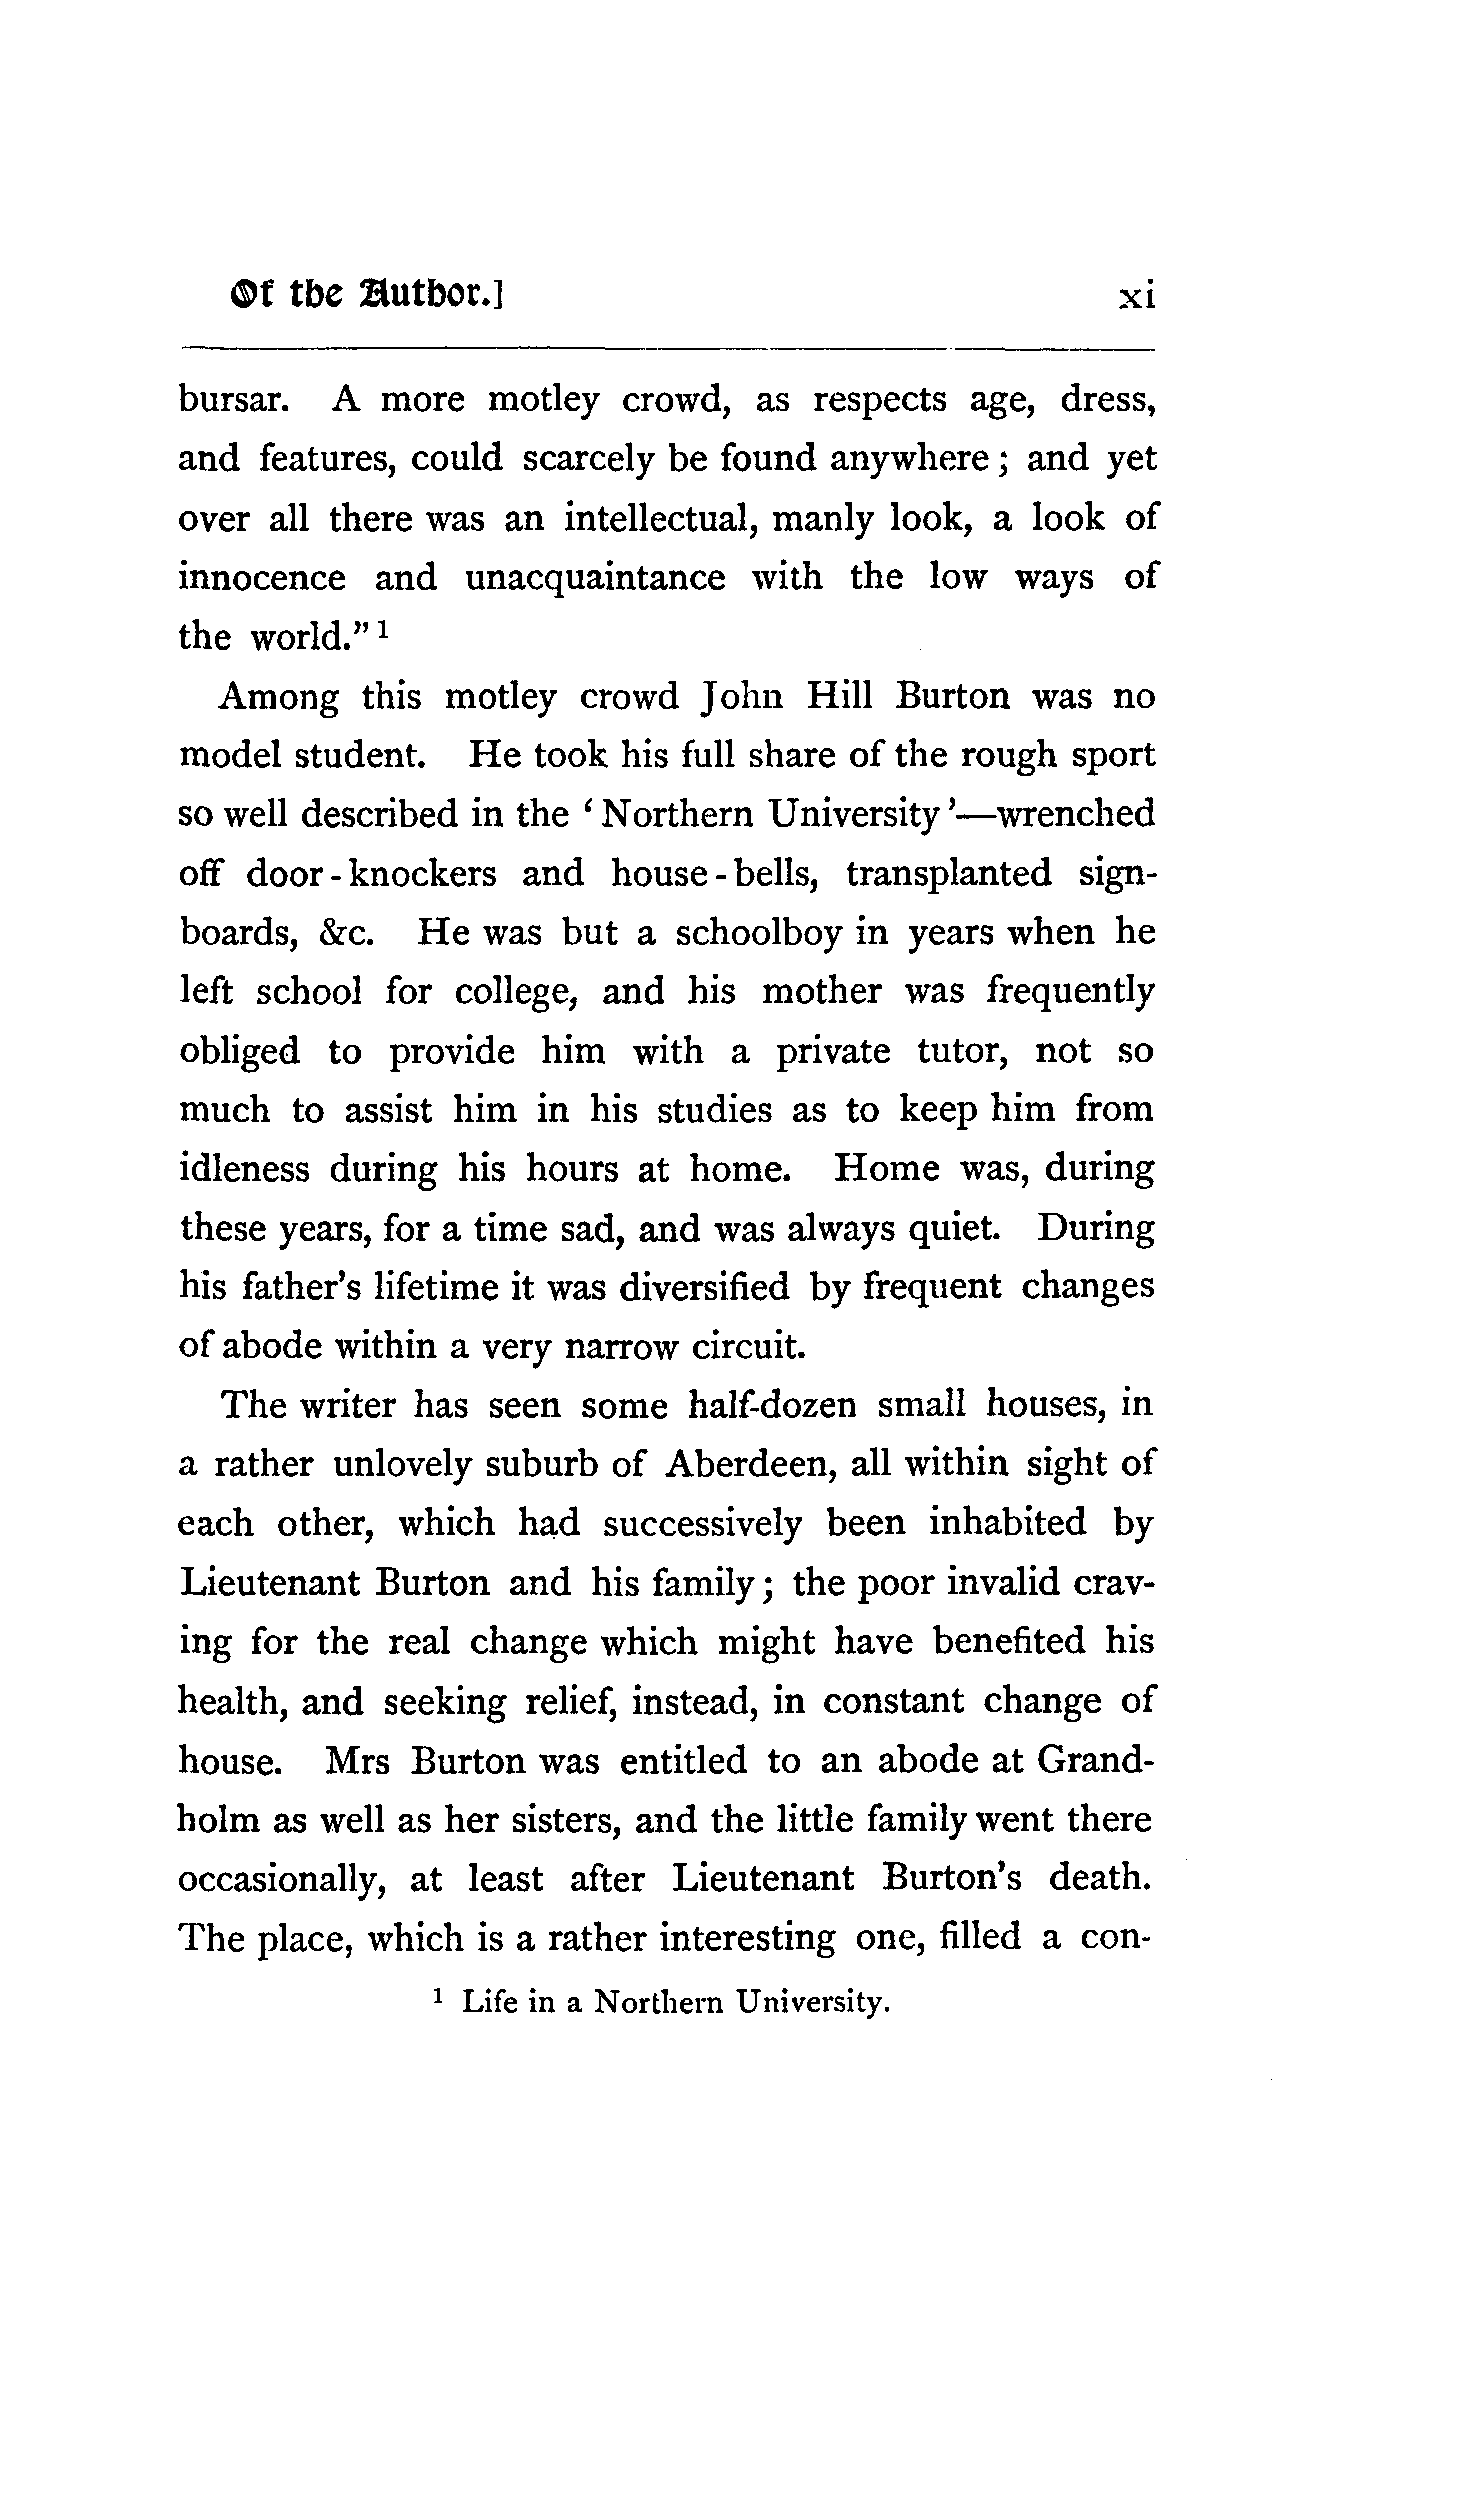 Of the Author.] xi
bursar. A more motley crowd, as respects age, dress,
and features, could scarcely be found anywhere; and yet
over all there was an intellectual, manly look, a look of
innocence and unacquaintance with the low ways of
the world." 1
Among this motley crowd John Hill Burton was no
model student. He took his full share of the rough sport
so well described in the 'Northern University'—wrenched
off door-knockers and house-bells, transplanted sign-
boards, &c. He was but a schoolboy in years when he
left school for college, and his mother was frequently
obliged to provide him with a private tutor, not so
much to assist him in his studies as to keep him from
idleness during his hours at home. Home was, during
these years, for a time sad, and was always quiet. During
his father's lifetime it was diversified by frequent changes
of abode within a very narrow circuit.
The writer has seen some half-dozen small houses, in
a rather unlovely suburb of Aberdeen, all within sight of
each other, which had successively been inhabited by
Lieutenant Burton and his family; the poor invalid crav-
ing for the real change which might have benefited his
health, and seeking relief, instead, in constant change of
house. Mrs Burton was entitled to an abode at Grand-
holm as well as her sisters, and the little family went there
occasionally, at least after Lieutenant Burton's death.
The place, which is a rather interesting one, filled a con-
1 Life in a Northern University.